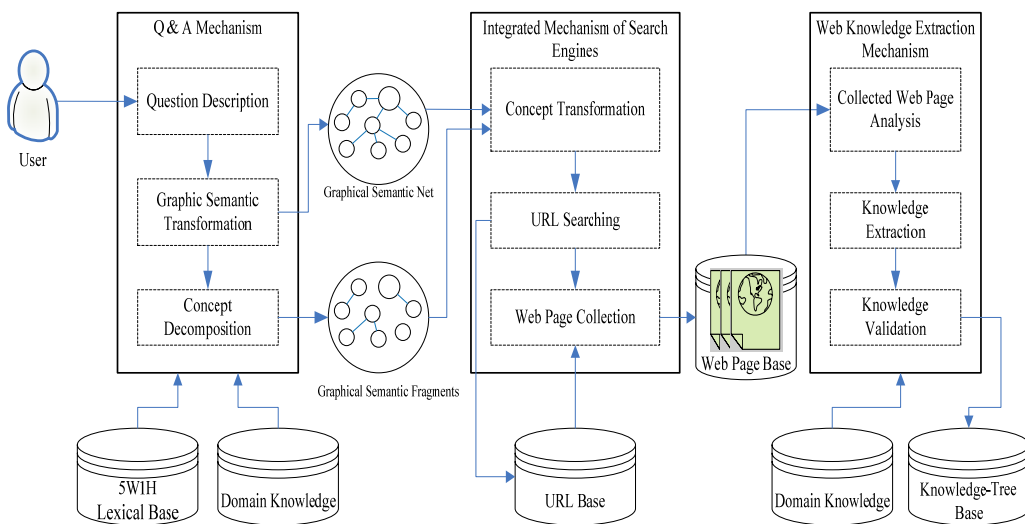 Q & A Mechanism
Question Description
Graphic Semantic
Transformation
Concept
Decomposition
User
Graphical Semantic Net
Graphical Semantic Fragments
5W1H
Lexical Base
Domain Knowledge
Integrated Mechanism of Search
Engines
Concept Transformation
URL Searching
Web Page Collection
URL Base
Web Page Base
Web Knowledge Extraction
Mechanism
Collected Web Page
Analysis
Knowledge
Extraction
Knowledge
Validation
Domain Knowledge
Knowledge-Tree
Base